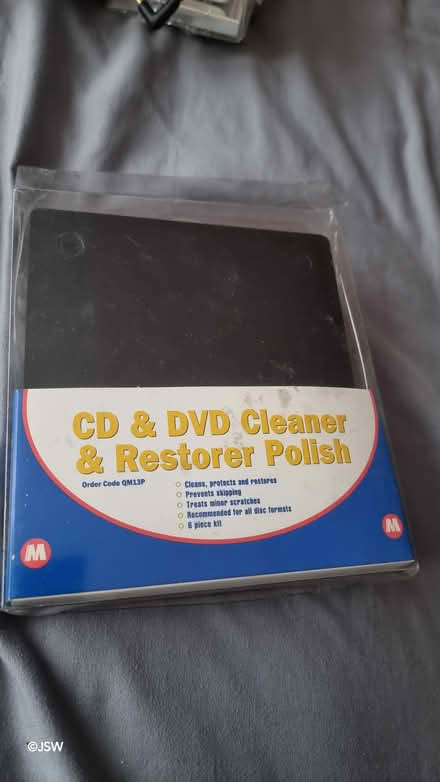 CD & DVD Cleaner
& Restorer Polish
Order Code QM13P
Cleans, protects and restores
Prevents skipping
Treats minor scratches
Recommended for all disc formats
6 piece kit
M
M
©JSW